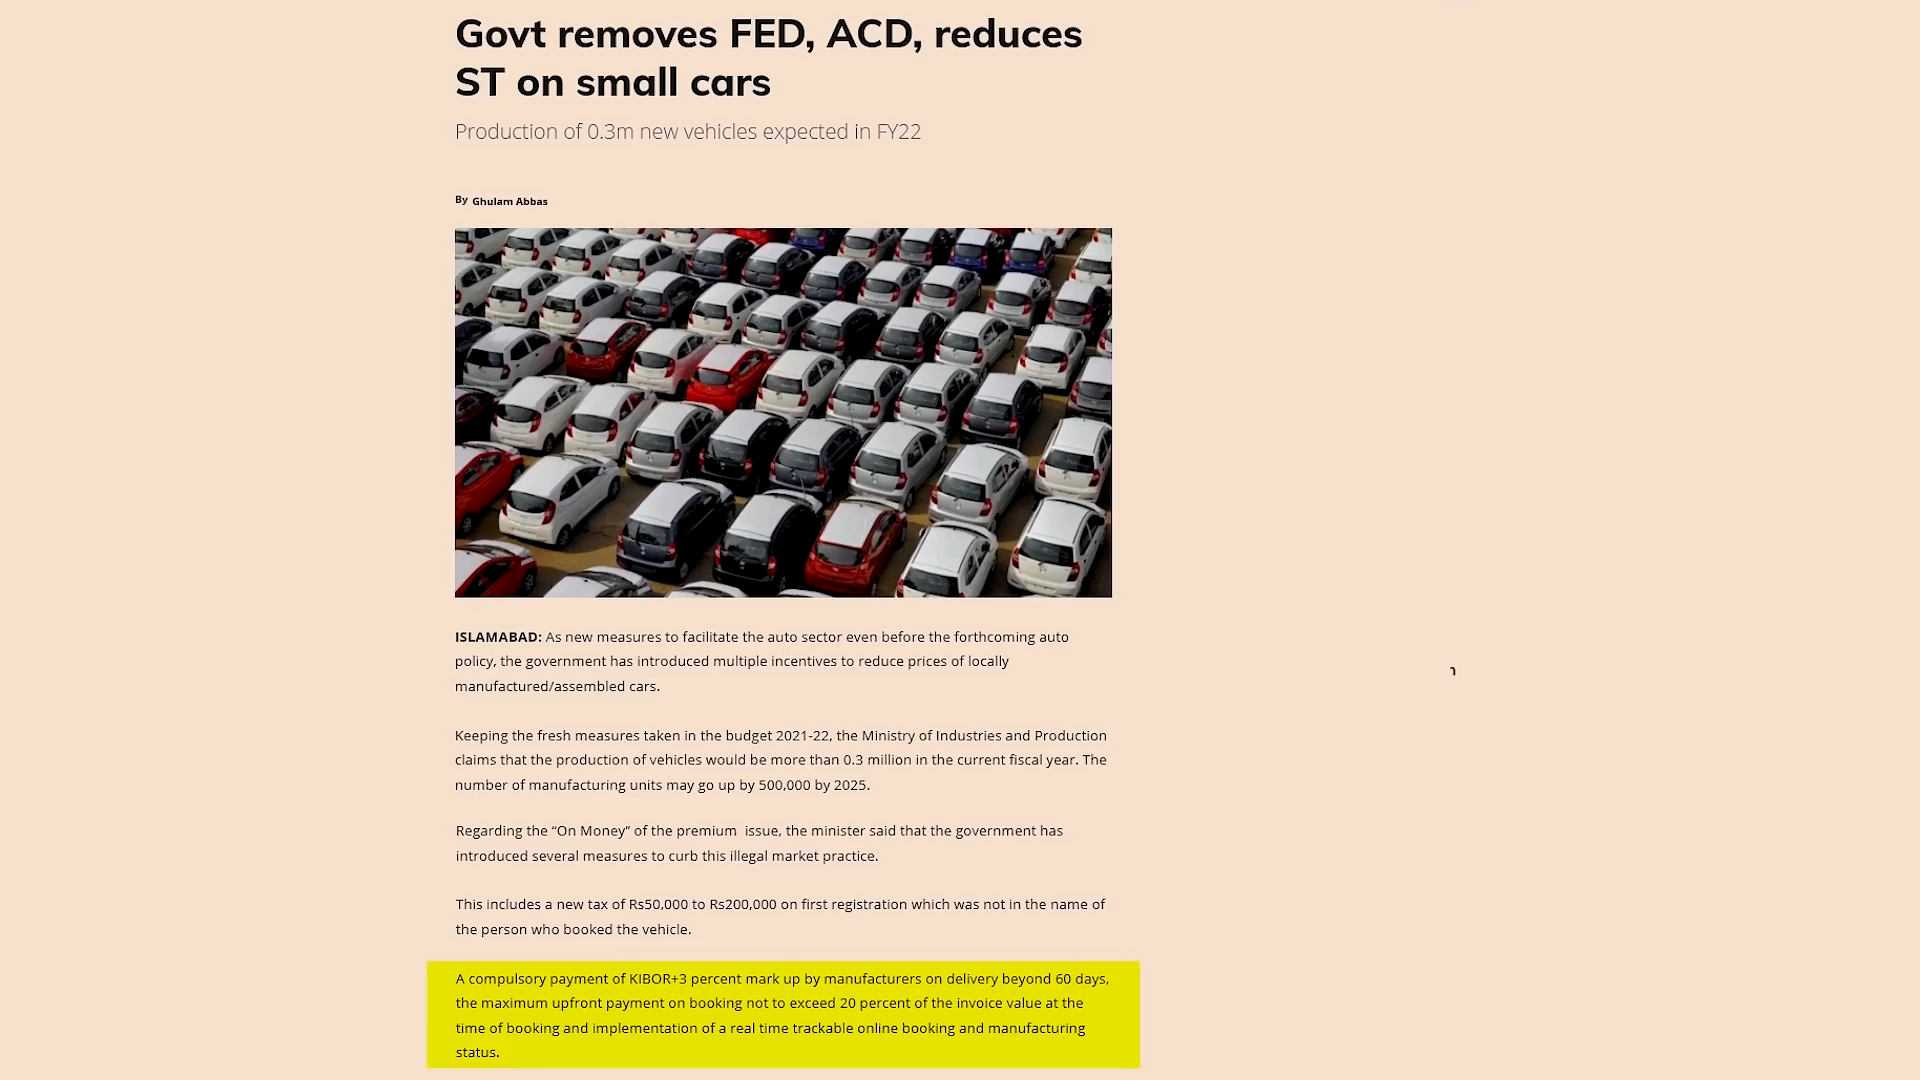 Govt removes FED, ACD, reduces
ST on small cars
Production of 0.3m new vehicles expected in FY22
By Ghulam Abbas
ISLAMABAD: As new measures to facilitate the auto sector even before the forthcoming auto
policy, the government has introduced multiple incentives to reduce prices of locally
manufactured/assembled cars.
Keeping the fresh measures taken in the budget 2021-22, the Ministry of Industries and Production
claims that the production of vehicles would be more than 0.3 million in the current fiscal year. The
number of manufacturing units may go up by 500,000 by 2025.
Regarding the “On Money” of the premium issue, the minister said that the government has
introduced several measures to curb this illegal market practice.
This includes a new tax of Rs50,000 to Rs200,000 on first registration which was not in the name of
the person who booked the vehicle.
A compulsory payment of KIBOR+3 percent mark up by manufacturers on delivery beyond 60 days,
the maximum upfront payment on booking not to exceed 20 percent of the invoice value at the
time of booking and implementation of a real time trackable online booking and manufacturing
status.